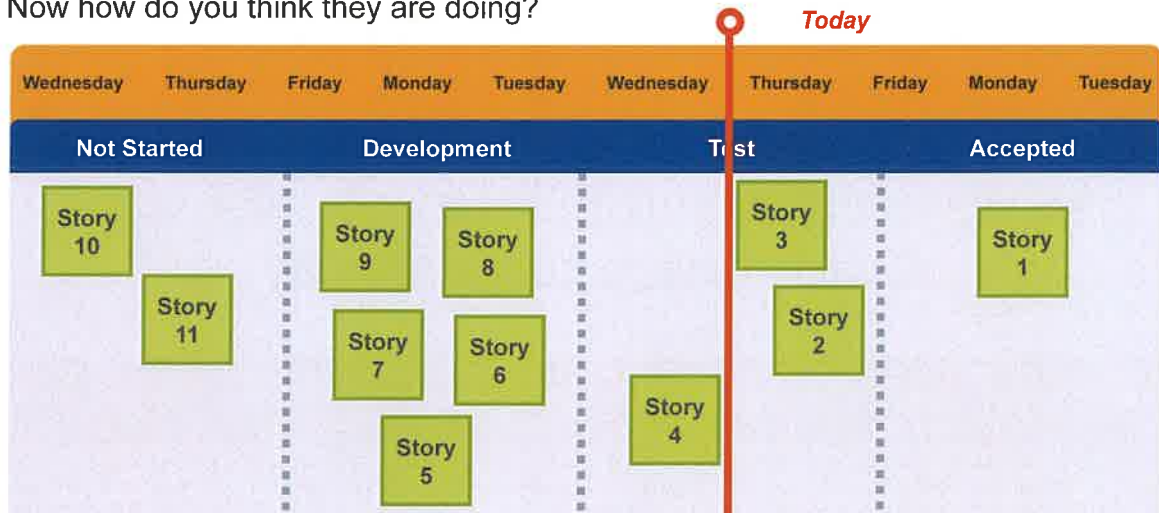 Now how do you think they are doing?
Today
Wednesday Thursday Friday Monday Tuesday Wednesday Thursday Friday Monday Tuesday
Not Started Development Test Accepted
Story
10
Story
11
Story
9
Story
8
Story
7
Story
6
Story
5
Story
3
Story
2
Story
4
Story
1